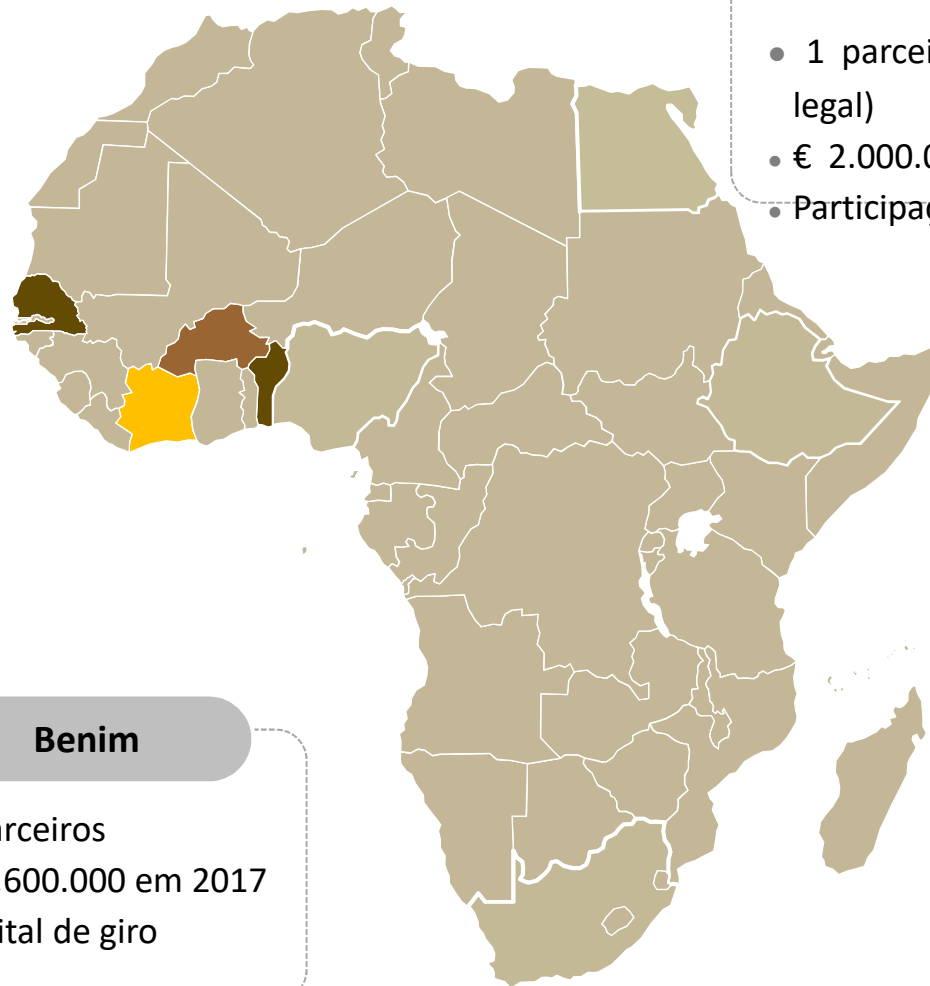 1 parcei
legal)
€ 2.000.0
Participaç
Benim
arceiros
.600.000 em 2017
ital de giro